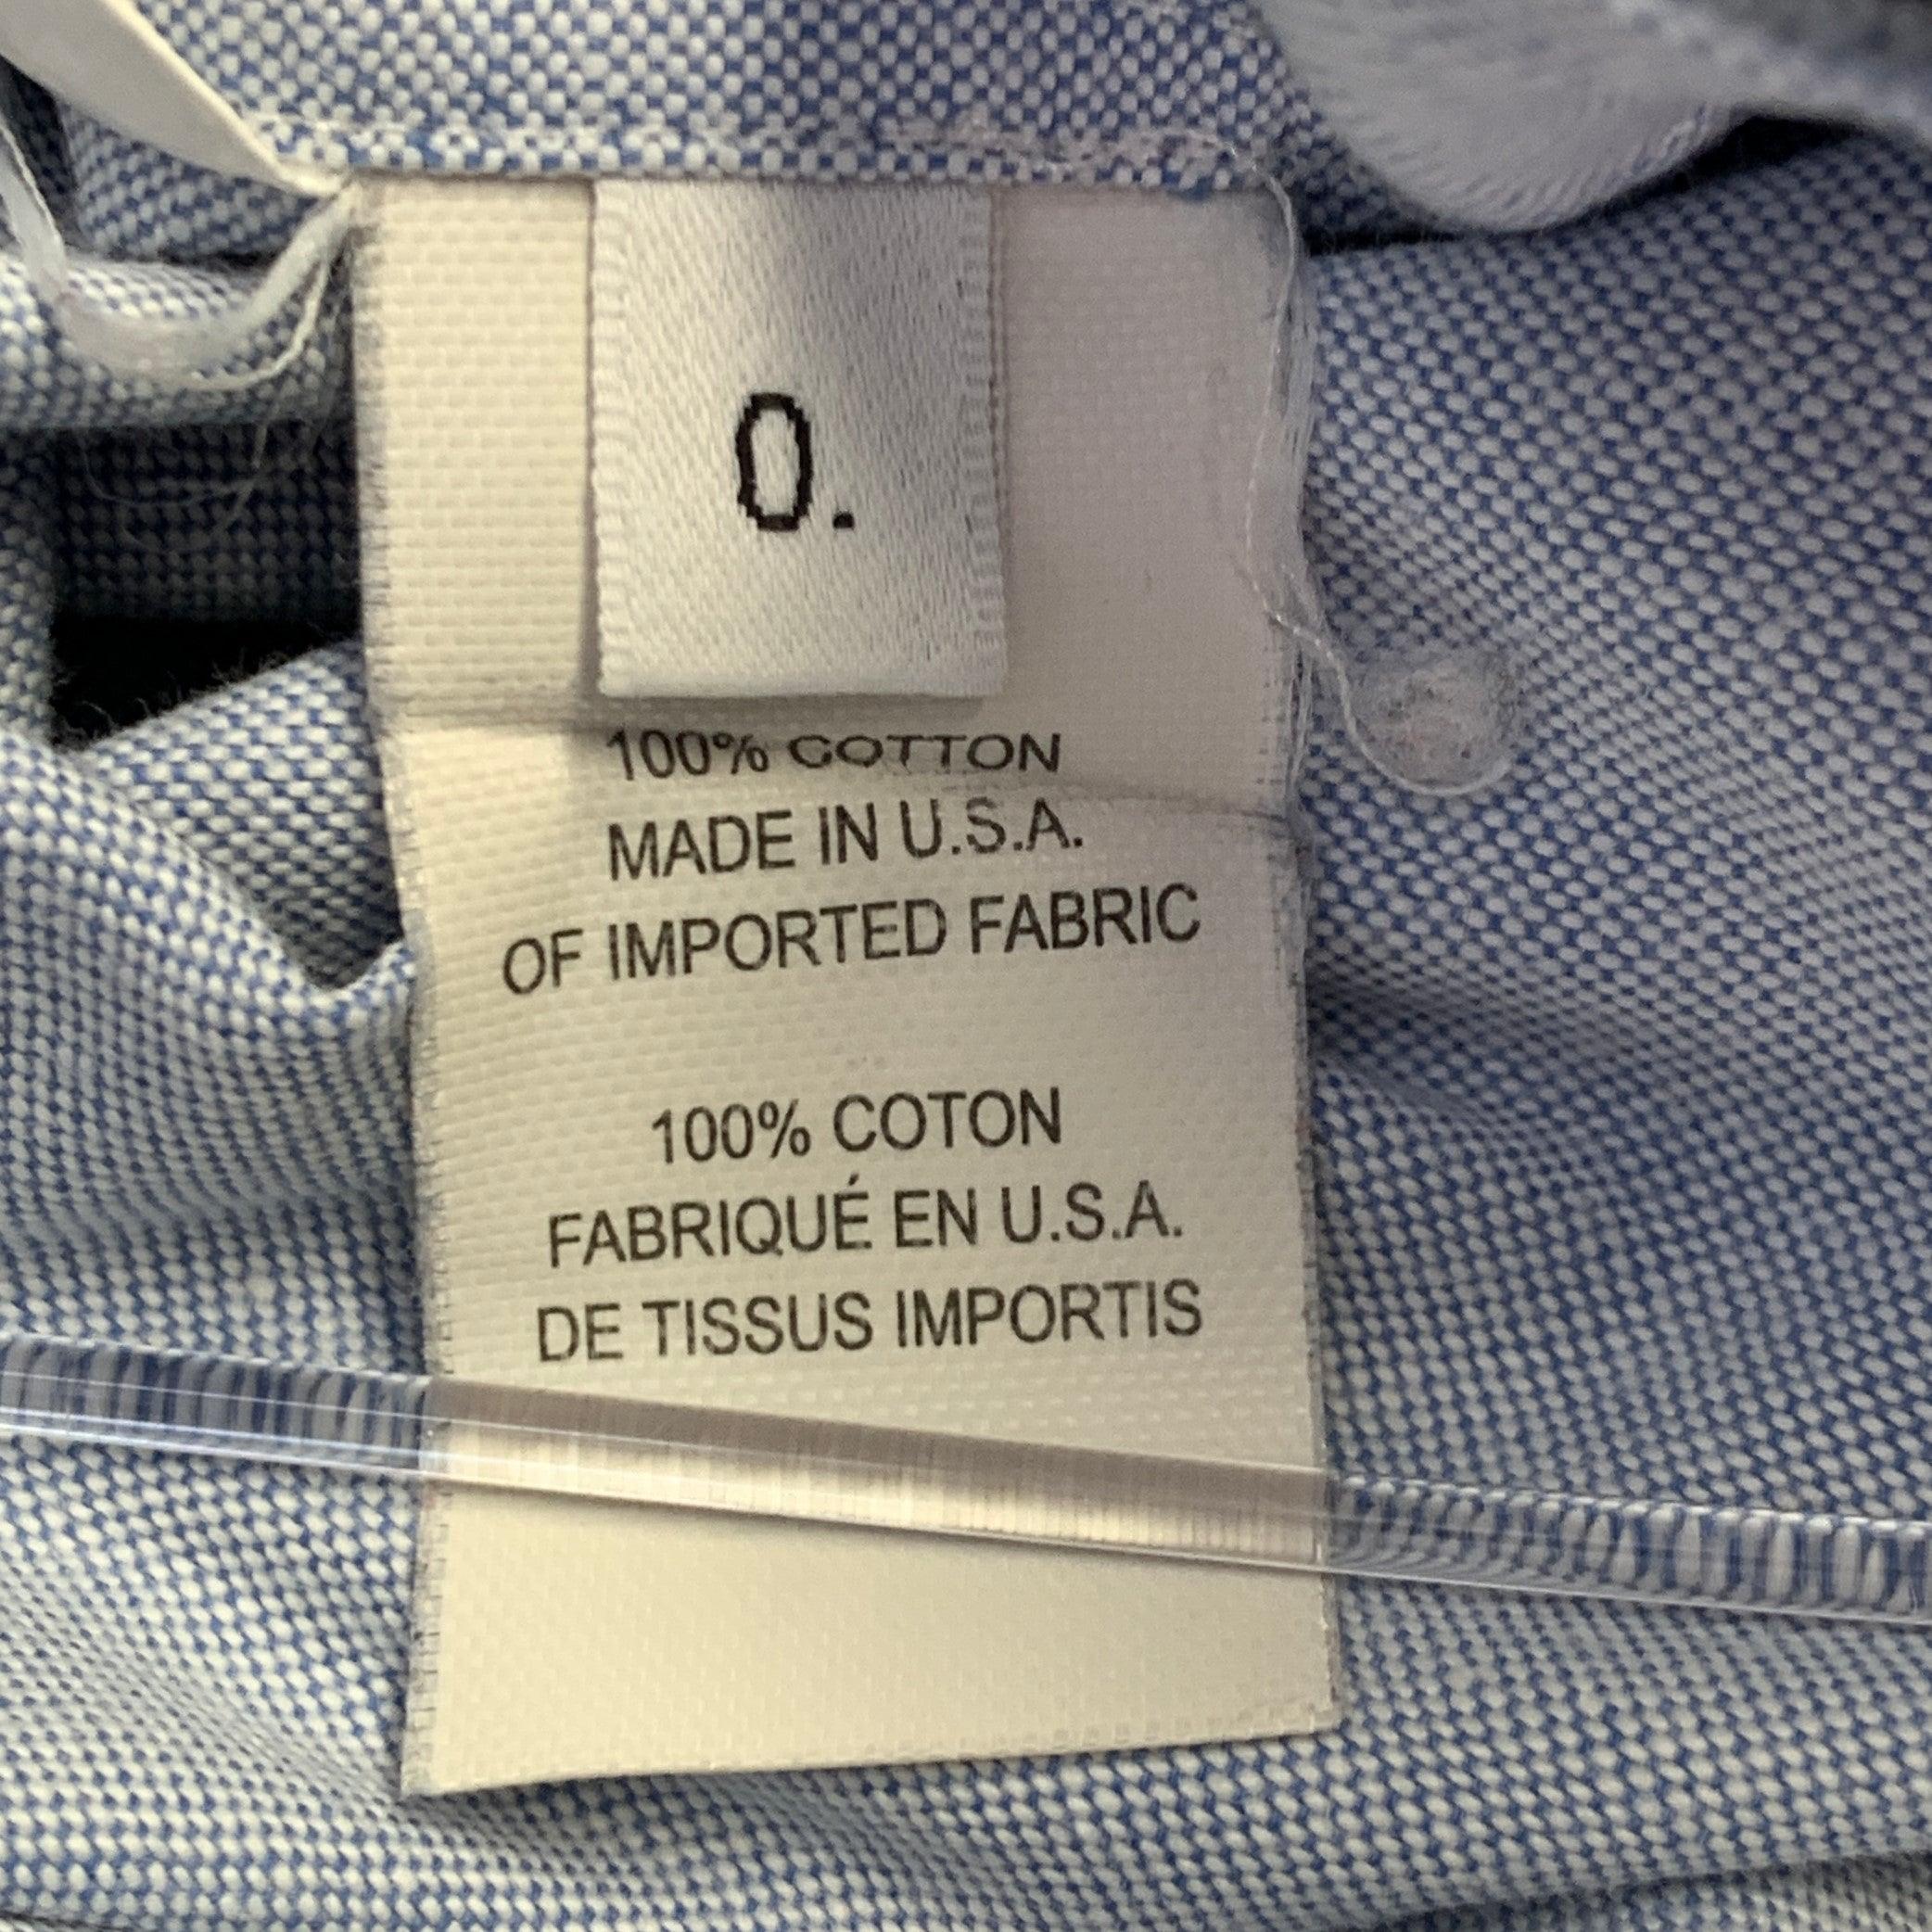 0.
100% COTTON
MADE IN U.S.A.
OF IMPORTED FABRIC
100% COTON
FABRIQUÉ EN U.S.A.
DE TISSUS IMPORTIS